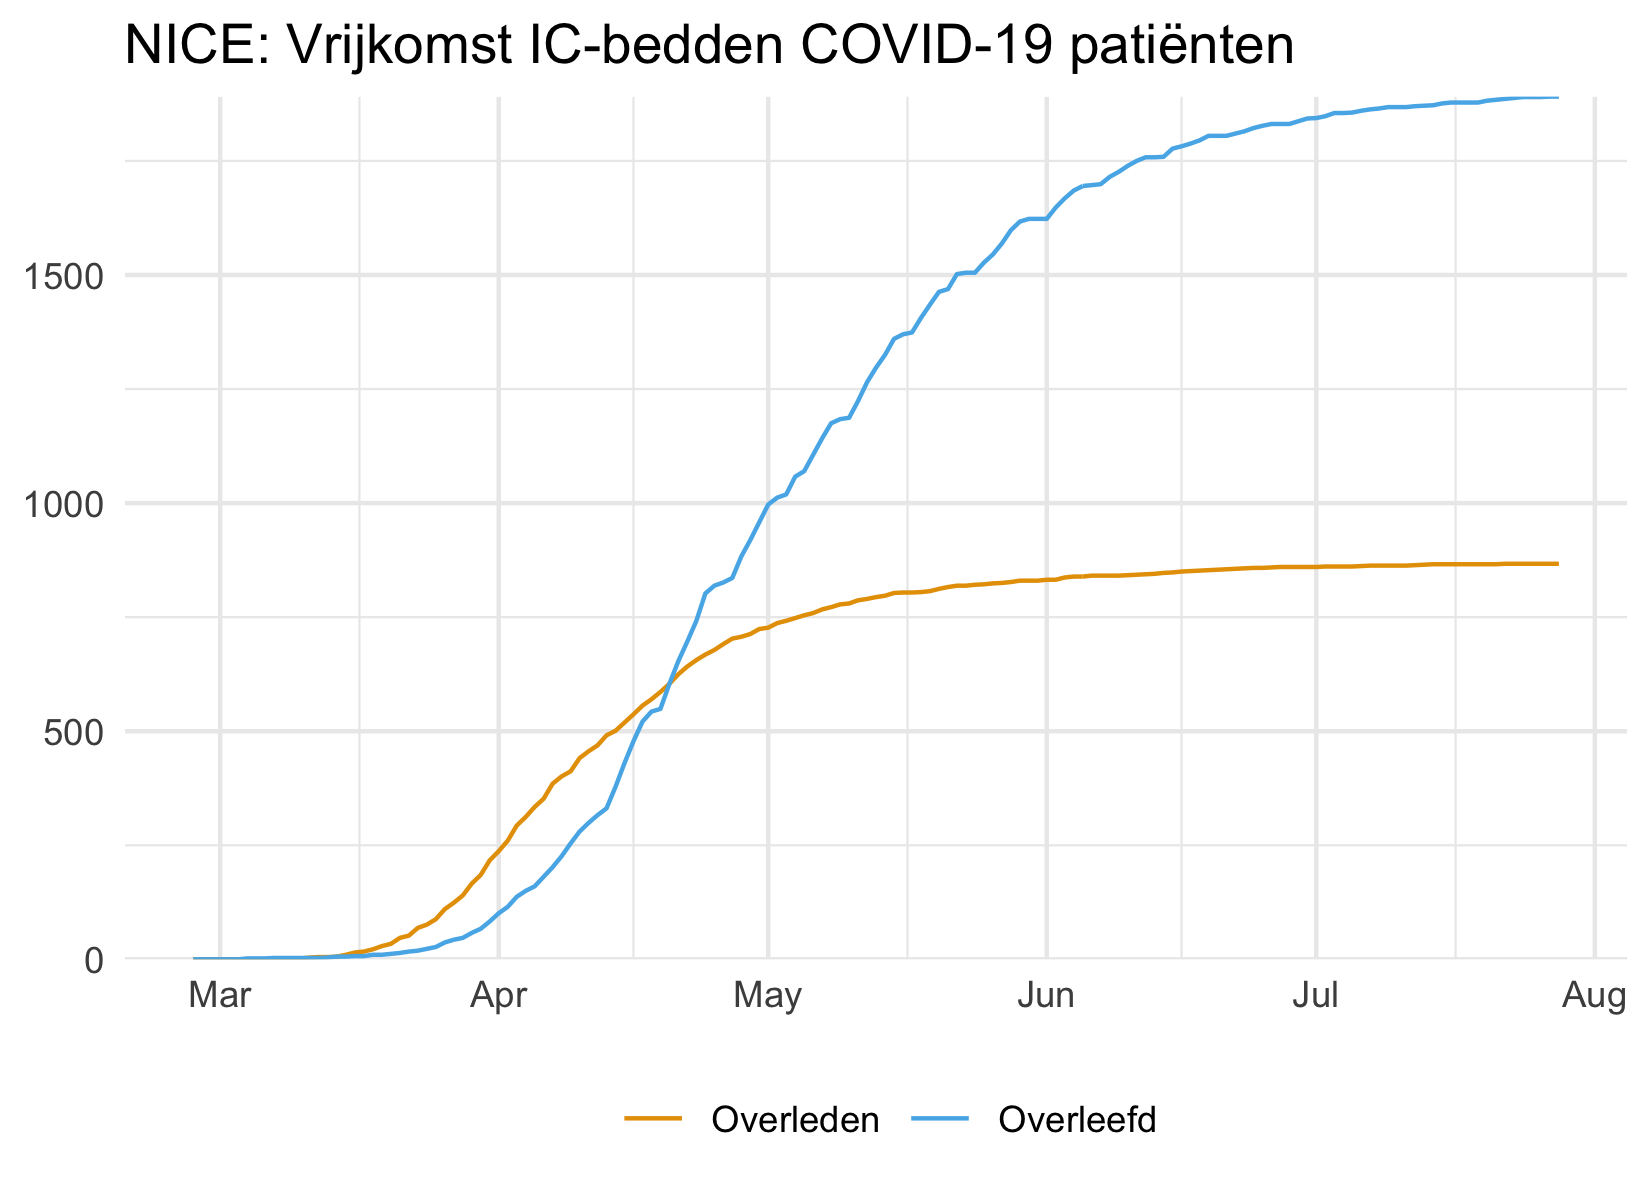 NICE: Vrijkomst IC-bedden COVID-19 patiënten
1500
1000
500
0
Mar Apr May Jun Jul Aug
Overleden Overleefd